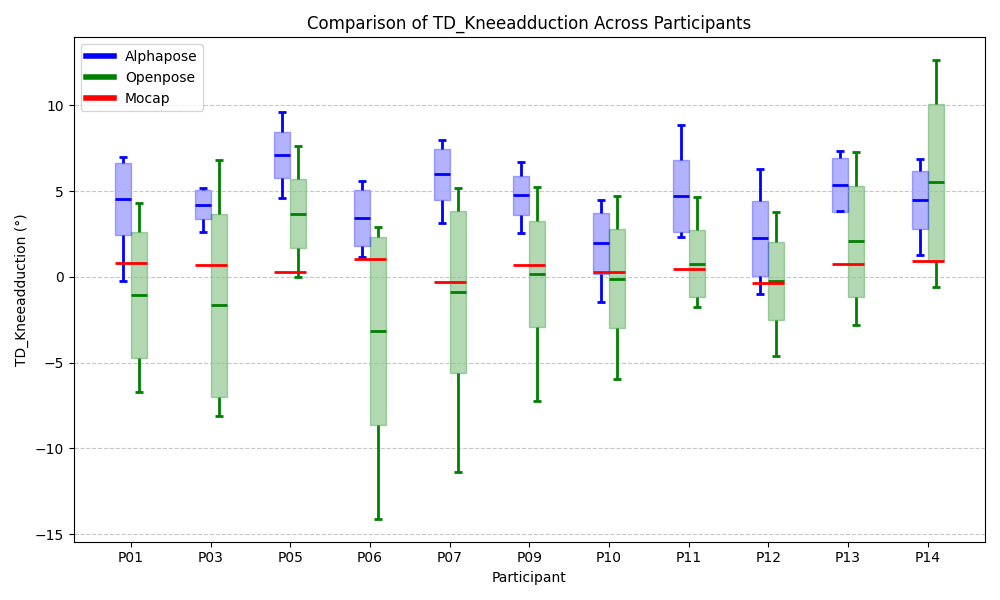 Comparison of TD_Kneeadduction Across Participants
Alphapose
Openpose
Mocap
TD_Kneeadduction (°)
10
5
0
−5
−10
−15
P01 P03 P05 P06 P07 P09 P10 P11 P12 P13 P14
Participant